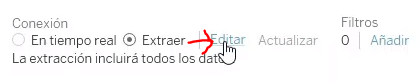 Conexión Filtros
En tiempo real Extraer Editar Actualizar 0 Añadir
La extracción incluirá todos los dat